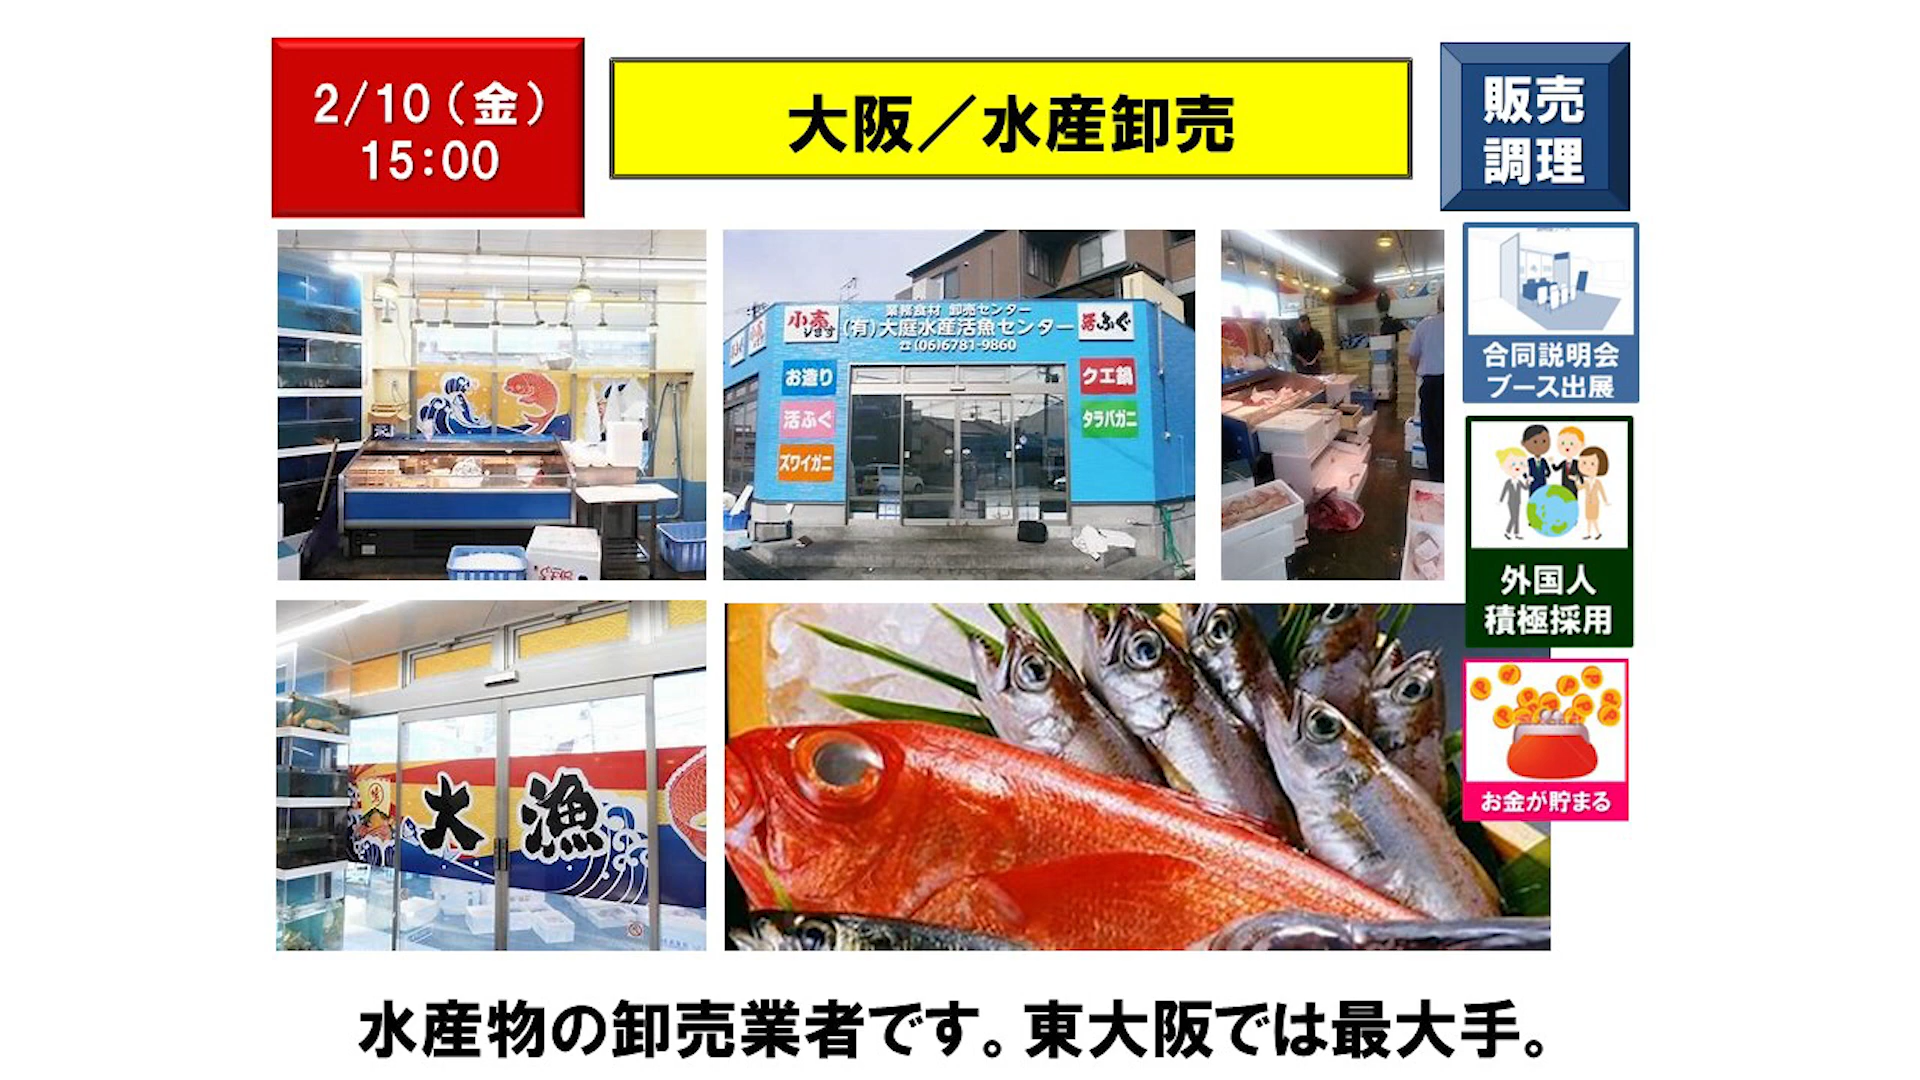 2/10（金）
15:00
大阪／水産卸売
販売
調理
業務食材 卸売センター
小売
します
(有)大庭水産活魚センター
活ふぐ
☎(06)6781-9860
お造り
活ふぐ
ズワイガニ
クエ鍋
タラバガニ
合同説明会
ブース出展
外国人
積極採用
大漁
お金が貯まる
水産物の卸売業者です。東大阪では最大手。